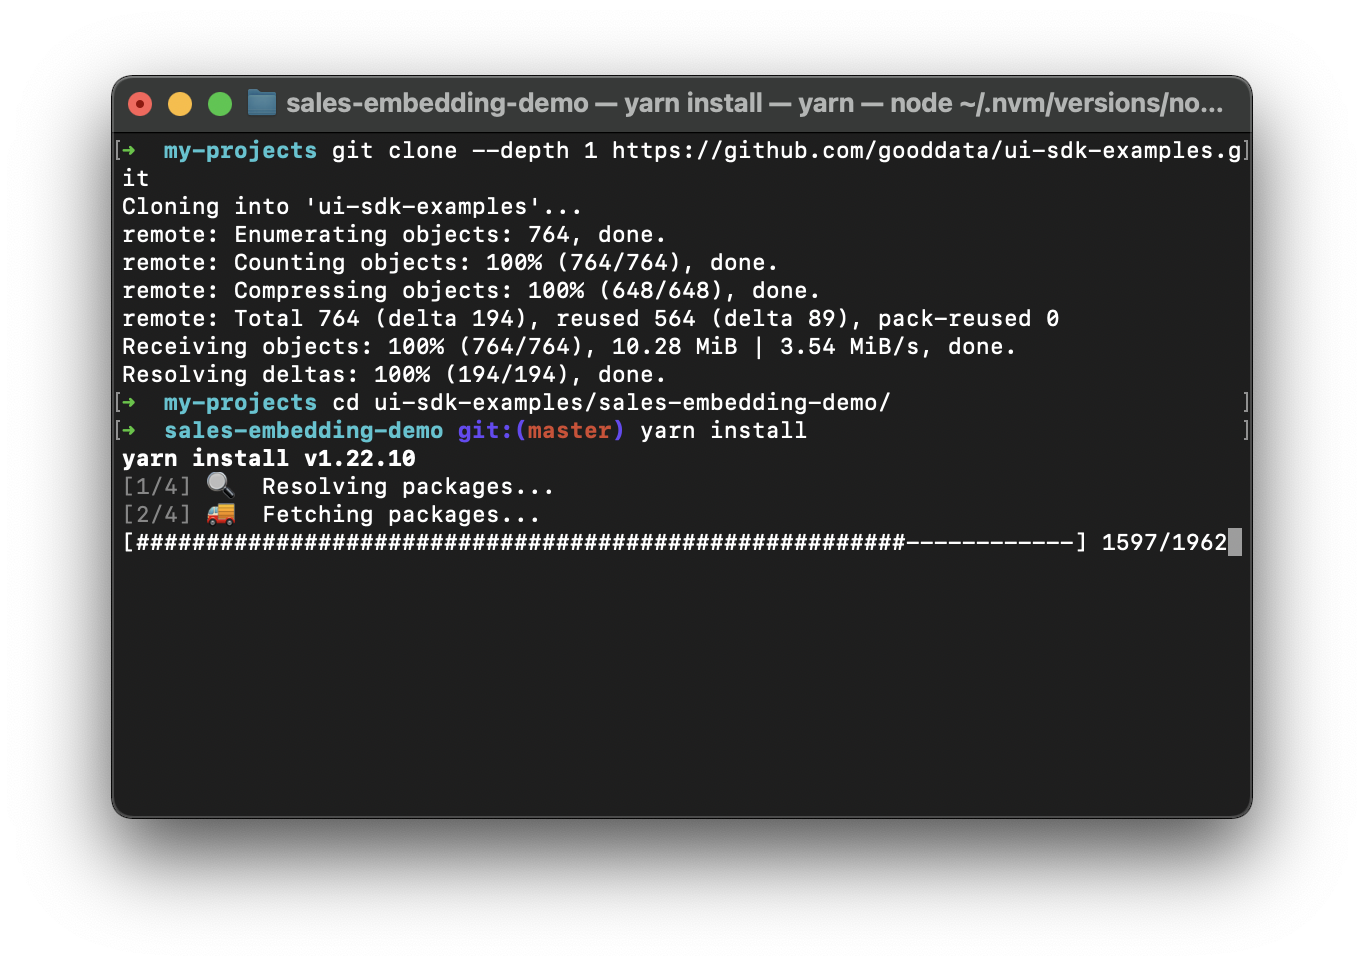 sales-embedding-demo — yarn install — yarn — node ~/.nvm/versions/no...
[➜  my-projects git clone --depth 1 https://github.com/gooddata/ui-sdk-examples.g]
it
Cloning into 'ui-sdk-examples'...
remote: Enumerating objects: 764, done.
remote: Counting objects: 100% (764/764), done.
remote: Compressing objects: 100% (648/648), done.
remote: Total 764 (delta 194), reused 564 (delta 89), pack-reused 0
Receiving objects: 100% (764/764), 10.28 MiB | 3.54 MiB/s, done.
Resolving deltas: 100% (194/194), done.
[➜  my-projects cd ui-sdk-examples/sales-embedding-demo/ ]
[➜  sales-embedding-demo git:(master) yarn install ]
yarn install v1.22.10
[1/4] 🔍  Resolving packages...
[2/4] 🚚  Fetching packages...
[#######################################################------------] 1597/1962